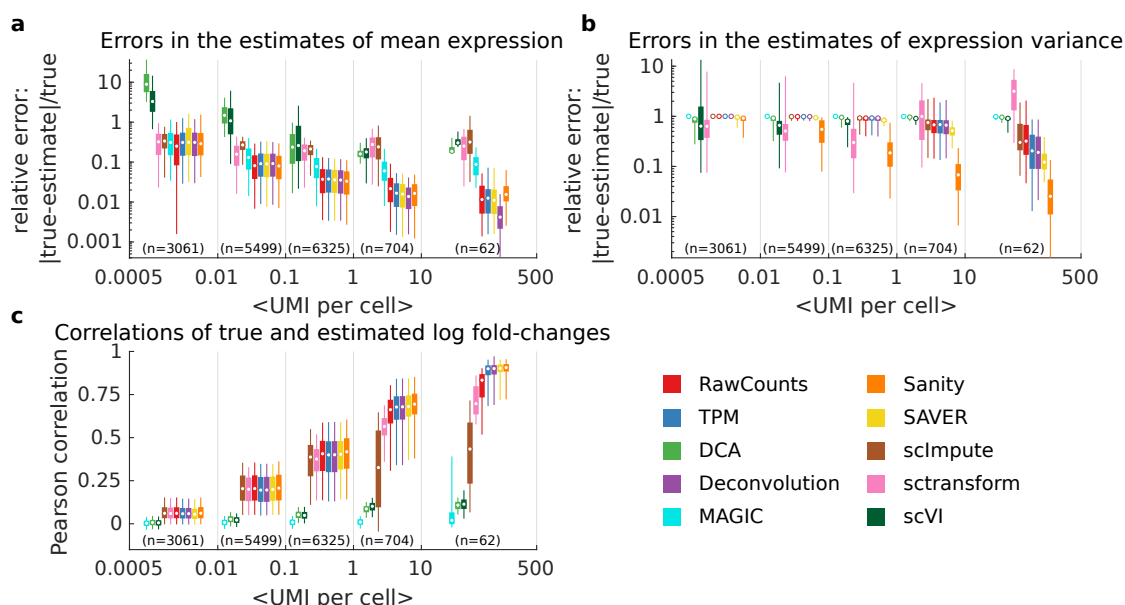 a
Errors in the estimates of mean expression
relative error:
|true-estimate|/true
10
1
0.1
0.01
0.001
(n=3061)
(n=5499)
(n=6325)
(n=704)
(n=62)
0.0005
0.01
0.1
1
10
500
<UMI per cell>
b
Errors in the estimates of expression variance
relative error:
|true-estimate|/true
10
1
0.1
0.01
(n=3061)
(n=5499)
(n=6325)
(n=704)
(n=62)
0.0005
0.01
0.1
1
10
500
<UMI per cell>
c
Correlations of true and estimated log fold-changes
Pearson correlation
1
0.75
0.5
0.25
0
(n=3061)
(n=5499)
(n=6325)
(n=704)
(n=62)
0.0005
0.01
0.1
1
10
500
<UMI per cell>
RawCounts
TPM
DCA
Deconvolution
MAGIC
Sanity
SAVER
scImpute
sctransform
scVI